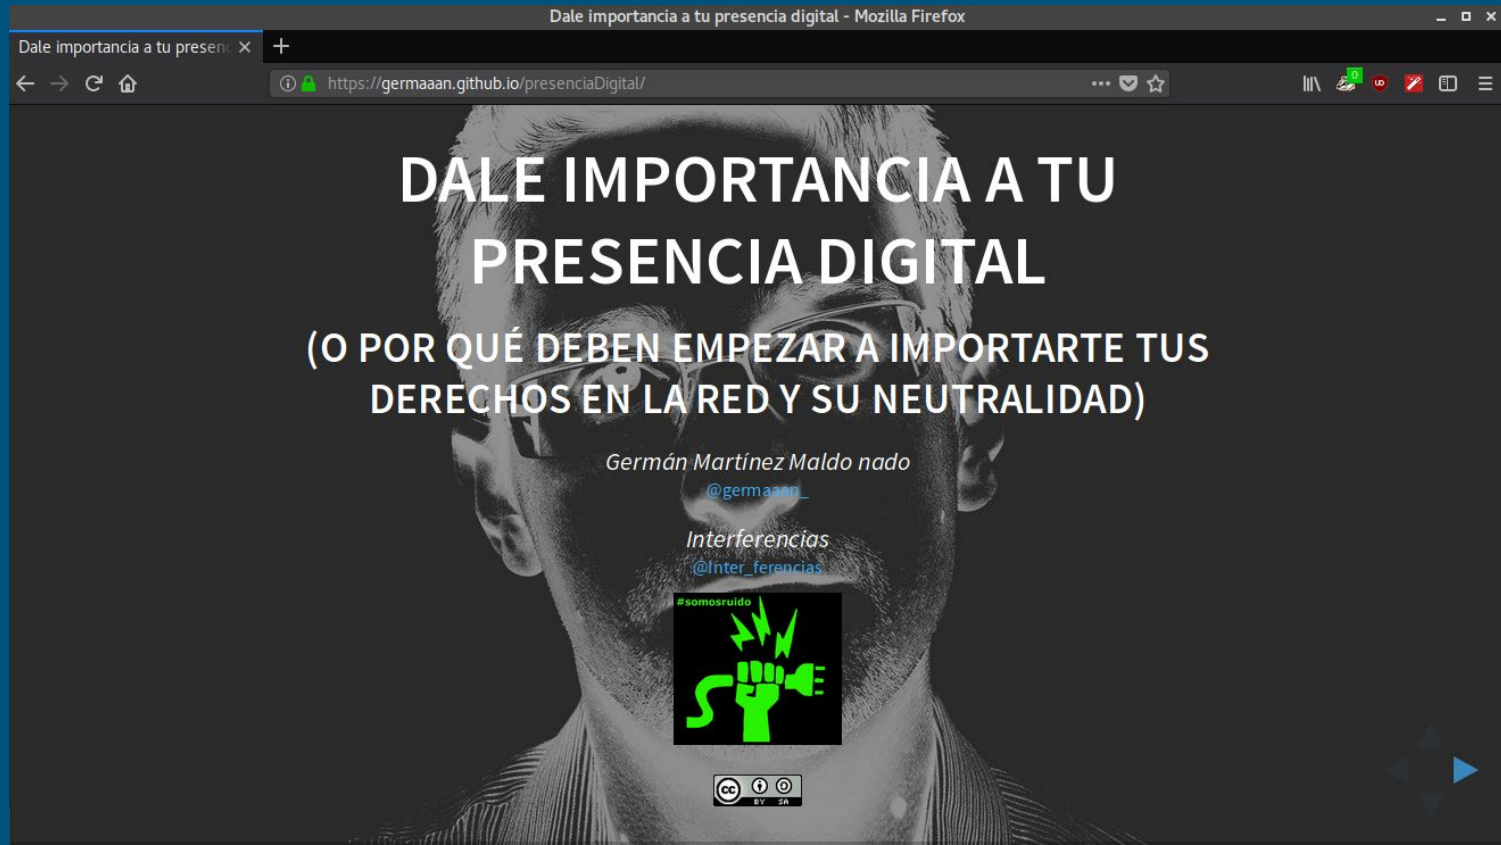 Dale importancia a tu presencia digital - Mozilla Firefox
Dale importancia a tu presenc
https://germaaan.github.io/presenciaDigital/
0
DALE IMPORTANCIA A TU
PRESENCIA DIGITAL
(O POR QUÉ DEBEN EMPEZAR A IMPORTARTE TUS
DERECHOS EN LA RED Y SU NEUTRALIDAD)
Germán Martínez Maldo nado
@germaaan_
Interferencias
@Inter_ferencias
#somosruido
cc
BY SA